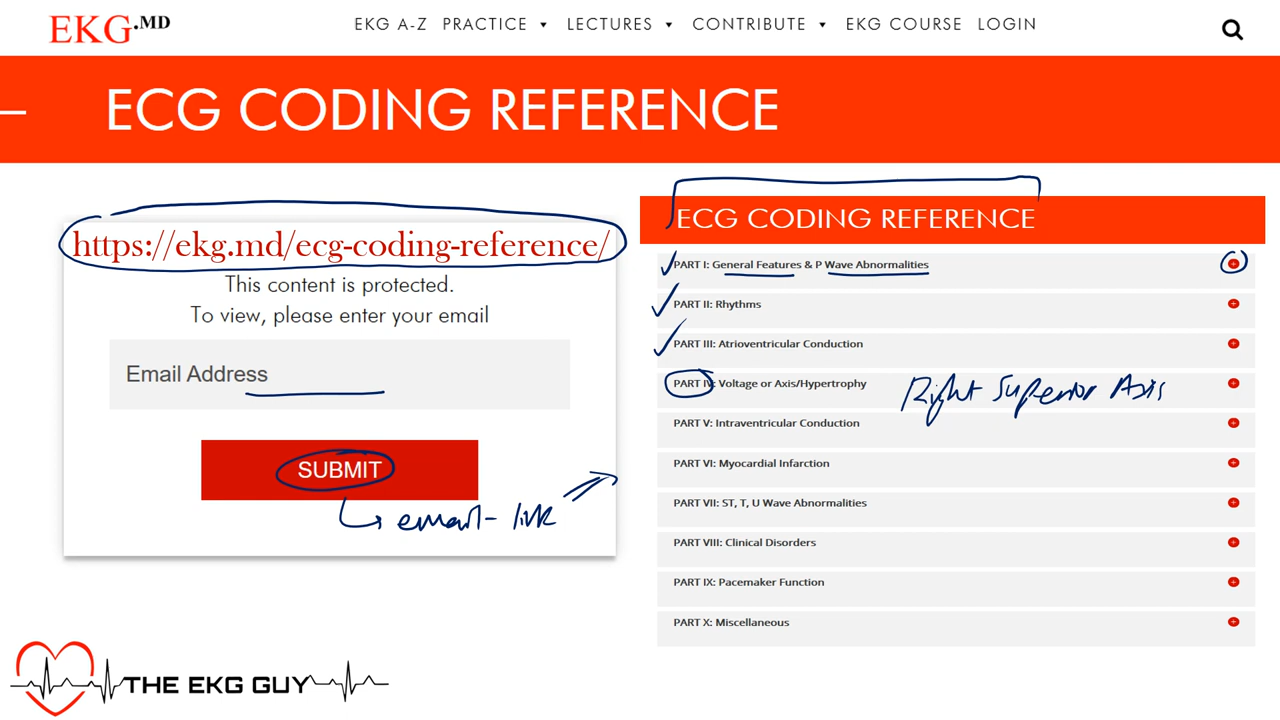 EKG.MD
EKG A-Z PRACTICE LECTURES CONTRIBUTE EKG COURSE LOGIN
ECG CODING REFERENCE
https://ekg.md/ecg-coding-reference/
This content is protected.
To view, please enter your email
Email Address
SUBMIT
email - link
ECG CODING REFERENCE
PART I: General Features & P Wave Abnormalities
PART II: Rhythms
PART III: Atrioventricular Conduction
PART IV: Voltage or Axis/Hypertrophy
Right Superior Axis
PART V: Intraventricular Conduction
PART VI: Myocardial Infarction
PART VII: ST, T, U Wave Abnormalities
PART VIII: Clinical Disorders
PART IX: Pacemaker Function
PART X: Miscellaneous
THE EKG GUY